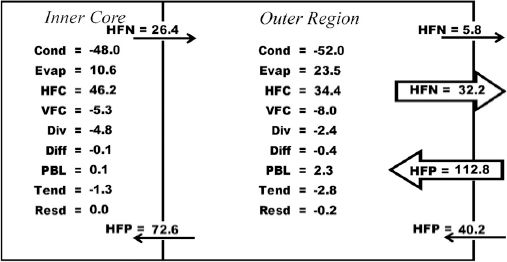 Inner Core
HFN = 26.4
Cond = -48.0
Evap = 10.6
HFC = 46.2
VFC = -5.3
Div = -4.8
Diff = -0.1
PBL = 0.1
Tend = -1.3
Resd = 0.0
HFP = 72.6
Outer Region
HFN = 5.8
Cond = -52.0
Evap = 23.5
HFC = 34.4
HFN = 32.2
VFC = -8.0
Div = -2.4
Diff = -0.4
PBL = 2.3
HFP = 112.8
Tend = -2.8
Resd = -0.2
HFP = 40.2